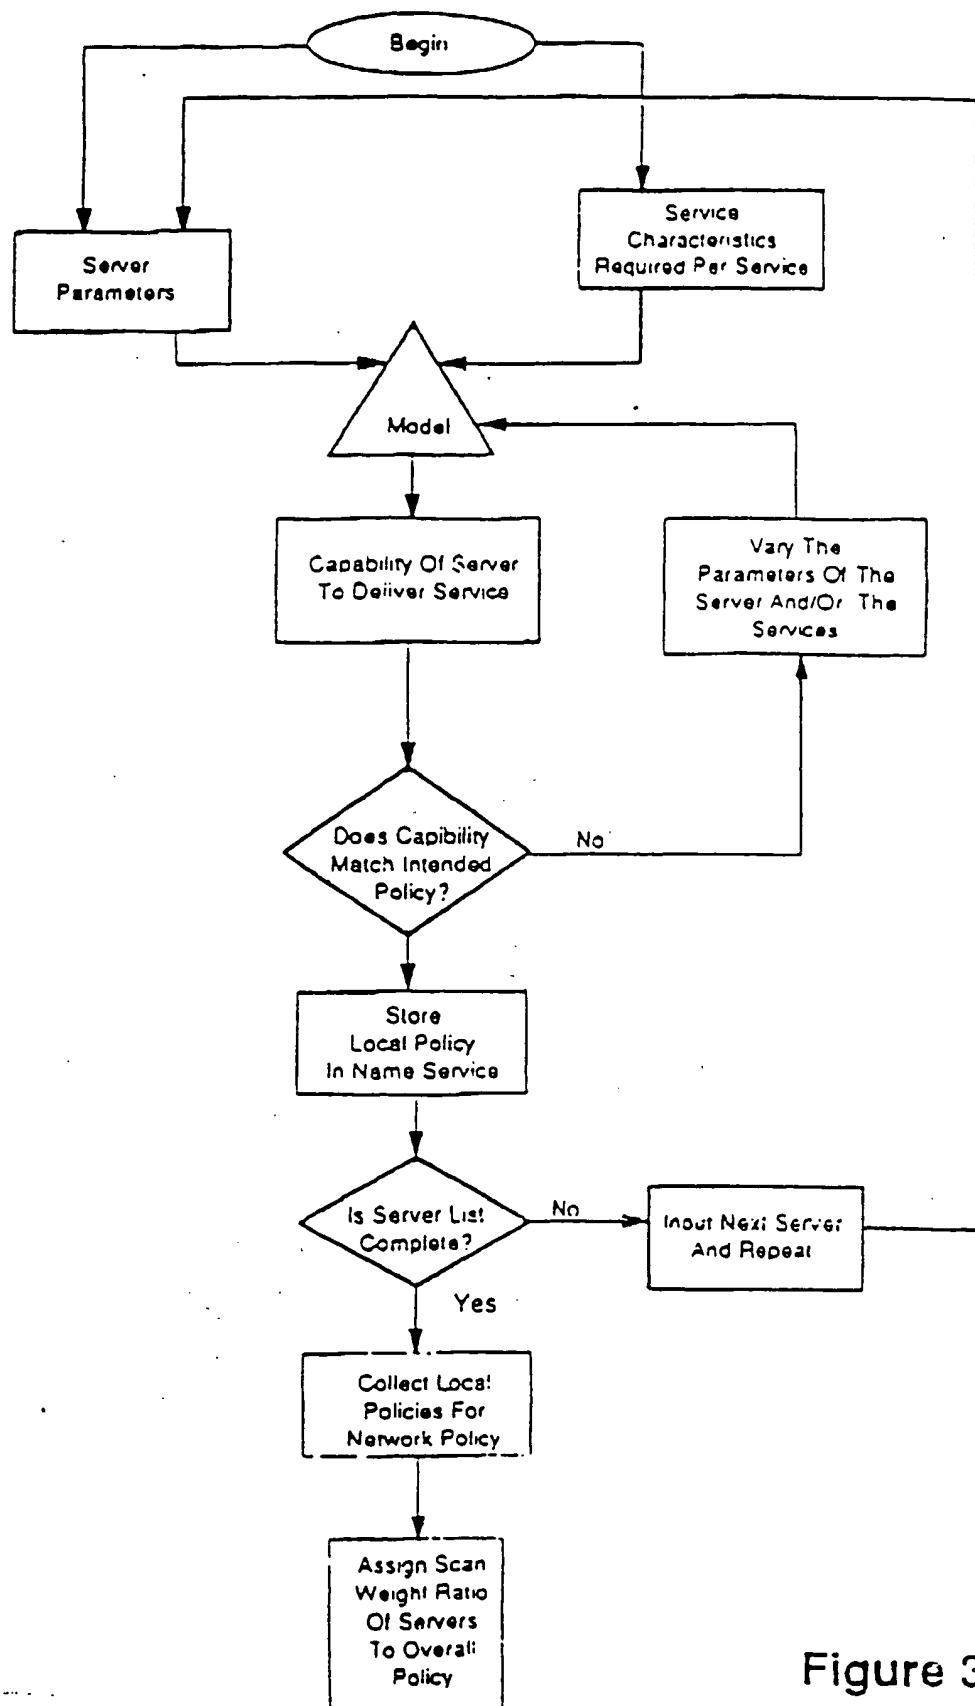 Begin
Server
Parameters
Service
Characteristics
Required Per Service
Model
Capability Of Server
To Deliver Service
Vary The
Parameters Of The
Server And/Or The
Services
Does Capibility
Match Intended
Policy?
No
Store
Local Policy
In Name Service
Is Server List
Complete?
No
Input Next Server
And Repeat
Yes
Collect Local
Policies For
Network Policy
Assign Scan
Weight Ratio
Of Servers
To Overall
Policy
Figure 3